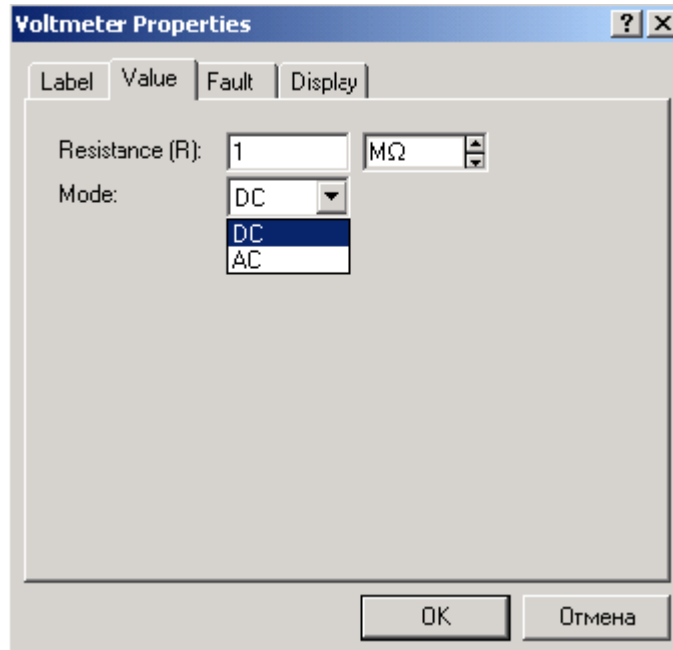 Voltmeter Properties
Label Value Fault Display
Resistance (R): 1 MΩ
Mode: DC
DC
AC
OK Отмена